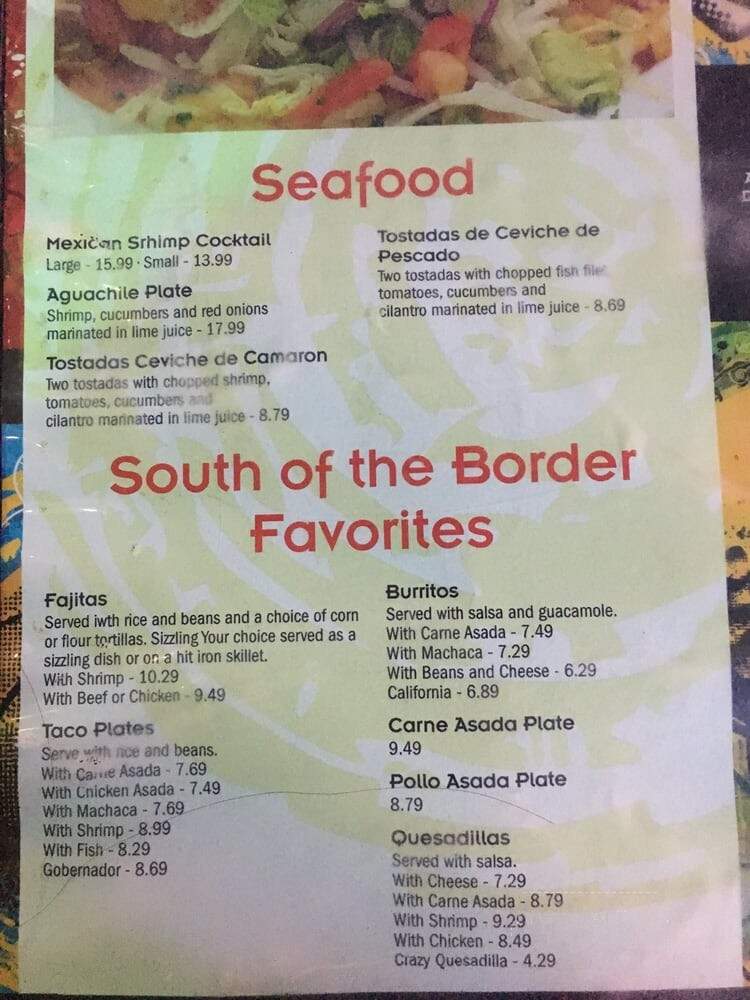 Seafood
Mexican Srhimp Cocktail
Large - 15.99 · Small - 13.99
Aguachile Plate
Shrimp, cucumbers and red onions
marinated in lime juice - 17.99
Tostadas Ceviche de Camaron
Two tostadas with chopped shrimp,
tomatoes, cucumbers and
cilantro marinated in lime juice - 8.79
Tostadas de Ceviche de
Pescado
Two tostadas with chopped fish filet
tomatoes, cucumbers and
cilantro marinated in lime juice - 8.69
South of the Border
Favorites
Fajitas
Served iwth rice and beans and a choice of corn
or flour tortillas. Sizzling Your choice served as a
sizzling dish or on a hit iron skillet.
With Shrimp - 10.29
With Beef or Chicken - 9.49
Taco Plates
Serve with rice and beans.
With Carne Asada - 7.69
With Chicken Asada - 7.49
With Machaca - 7.69
With Shrimp - 8.99
With Fish - 8.29
Gobernador - 8.69
Burritos
Served with salsa and guacamole.
With Carne Asada - 7.49
With Machaca - 7.29
With Beans and Cheese - 6.29
California - 6.89
Carne Asada Plate
9.49
Pollo Asada Plate
8.79
Quesadillas
Served with salsa.
With Cheese - 7.29
With Carne Asada - 8.79
With Shrimp - 9.29
With Chicken - 8.49
Crazy Quesadilla - 4.29